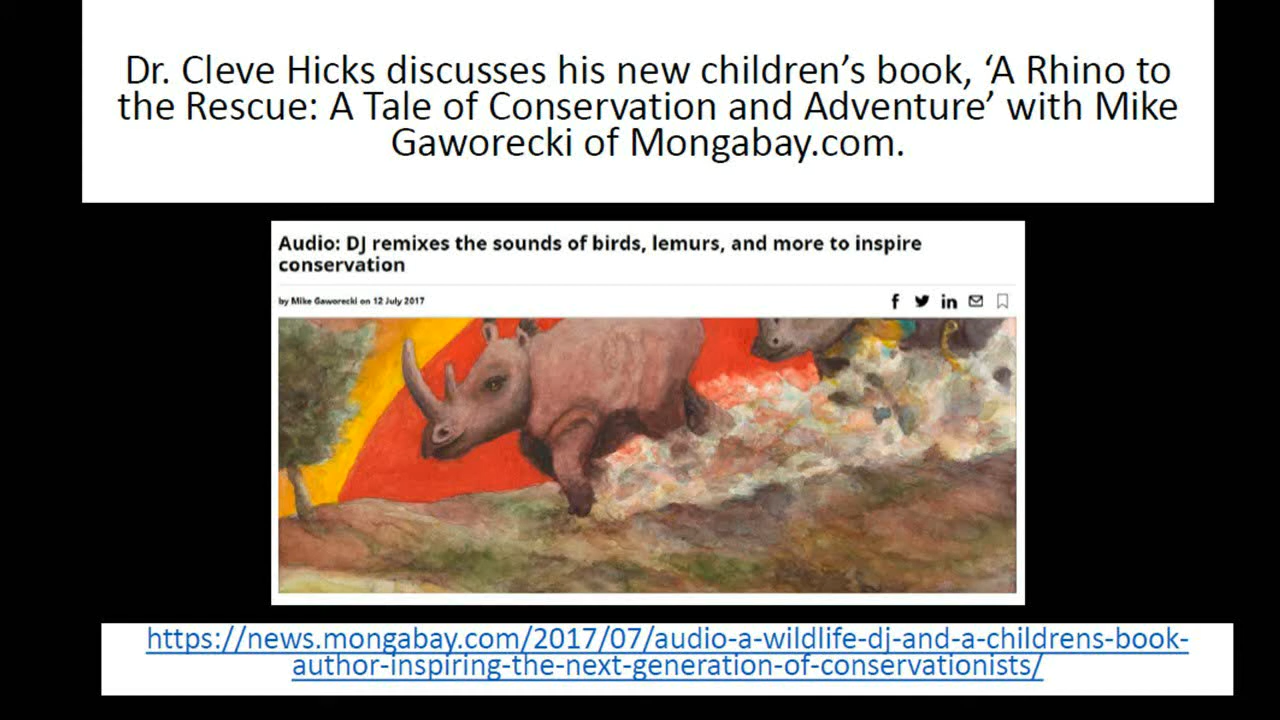 Dr. Cleve Hicks discusses his new children’s book, ‘A Rhino to
the Rescue: A Tale of Conservation and Adventure’ with Mike
Gaworecki of Mongabay.com.
Audio: DJ remixes the sounds of birds, lemurs, and more to inspire
conservation
by Mike Gaworecki on 12 July 2017
https://news.mongabay.com/2017/07/audio-a-wildlife-dj-and-a-childrens-book-
author-inspiring-the-next-generation-of-conservationists/